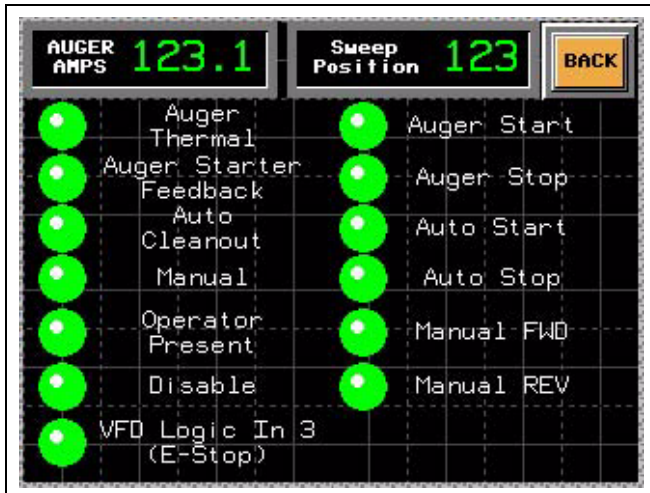 AUGER
AMPS
123.1
Sweep
Position
123
BACK
Auger
Thermal
Auger Starter
Feedback
Auto
Cleanout
Manual
Operator
Present
Disable
VFD Logic In 3
(E-Stop)
Auger Start
Auger Stop
Auto Start
Auto Stop
Manual FWD
Manual REV